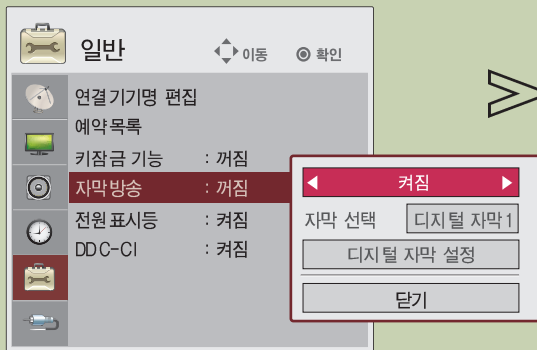 일반 이동 확인
연결기기명 편집
예약목록
키잠금 기능 : 꺼짐
자막방송 : 꺼짐
전원표시등 : 켜짐
DDC-CI : 켜짐
켜짐
자막 선택 디지털 자막1
디지털 자막 설정
닫기